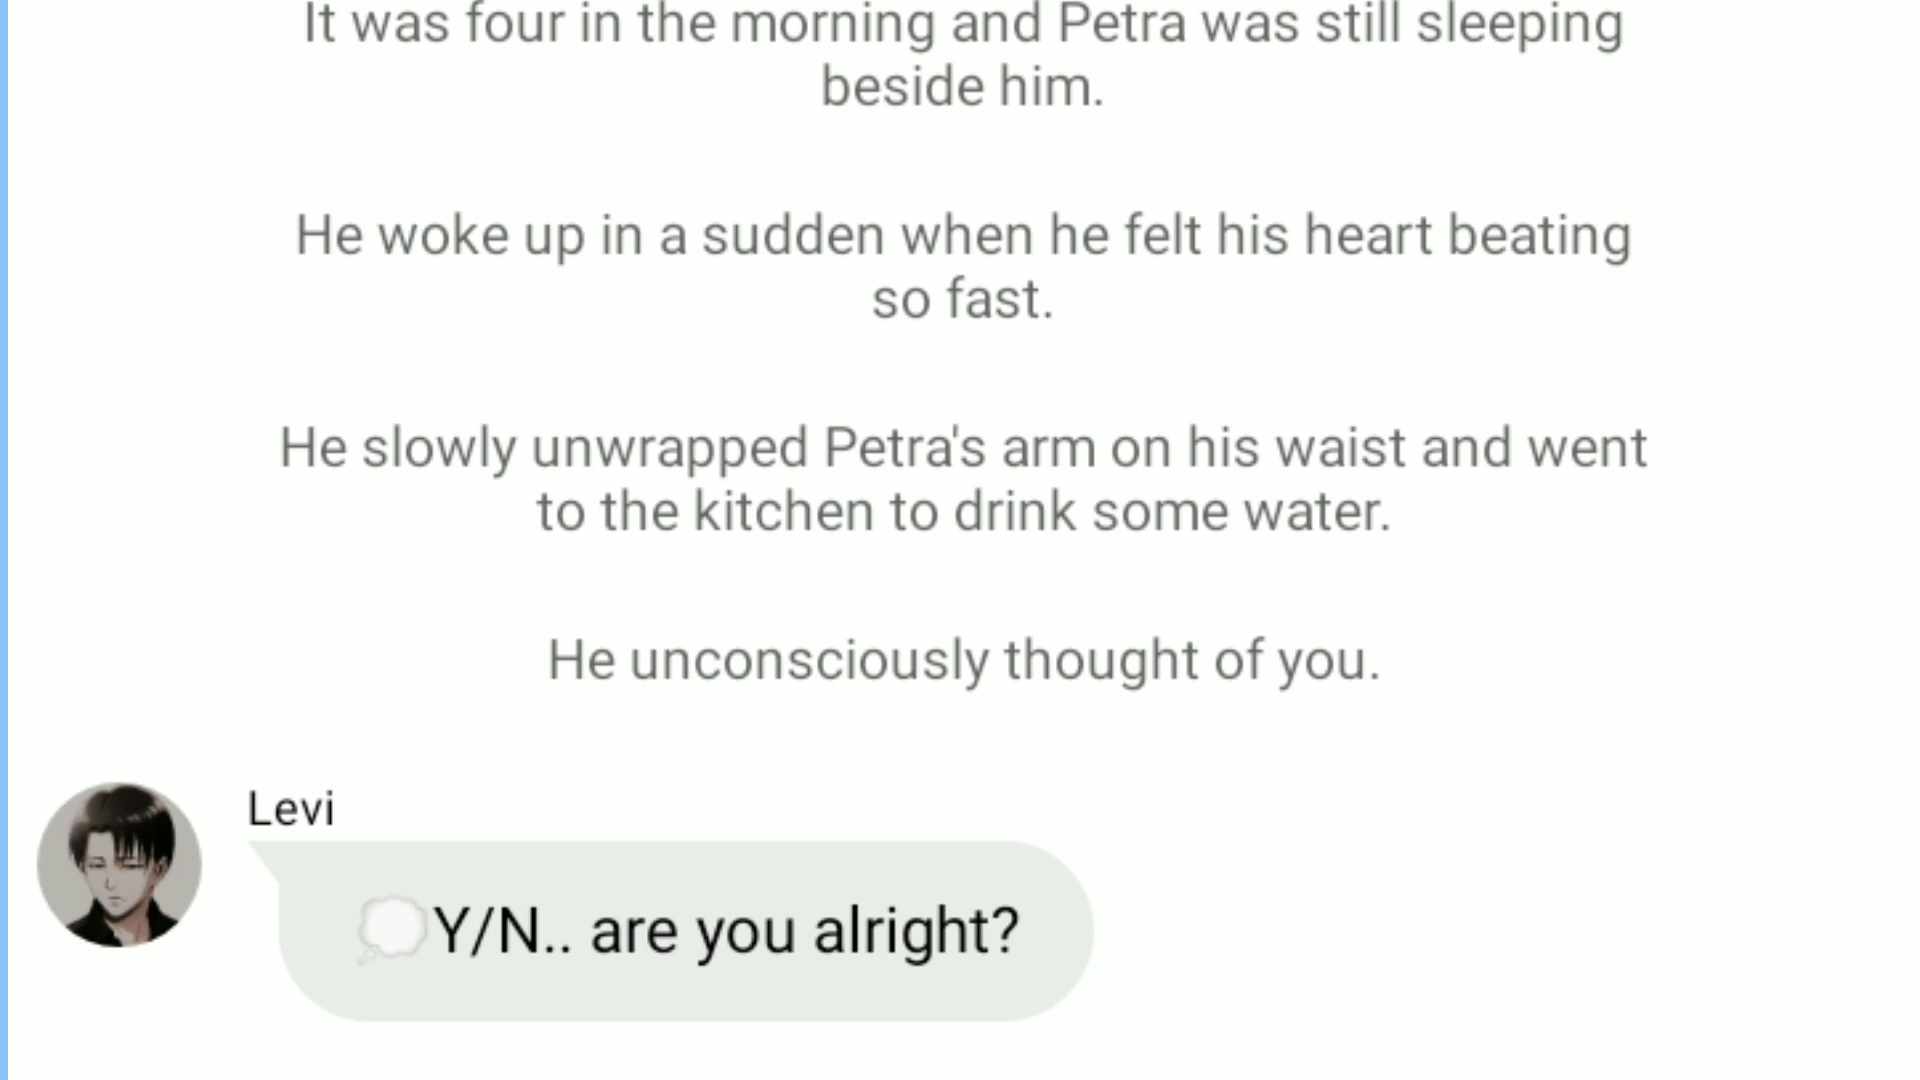 It was four in the morning and Petra was still sleeping
beside him.
He woke up in a sudden when he felt his heart beating
so fast.
He slowly unwrapped Petra's arm on his waist and went
to the kitchen to drink some water.
He unconsciously thought of you.
Levi
💭Y/N.. are you alright?